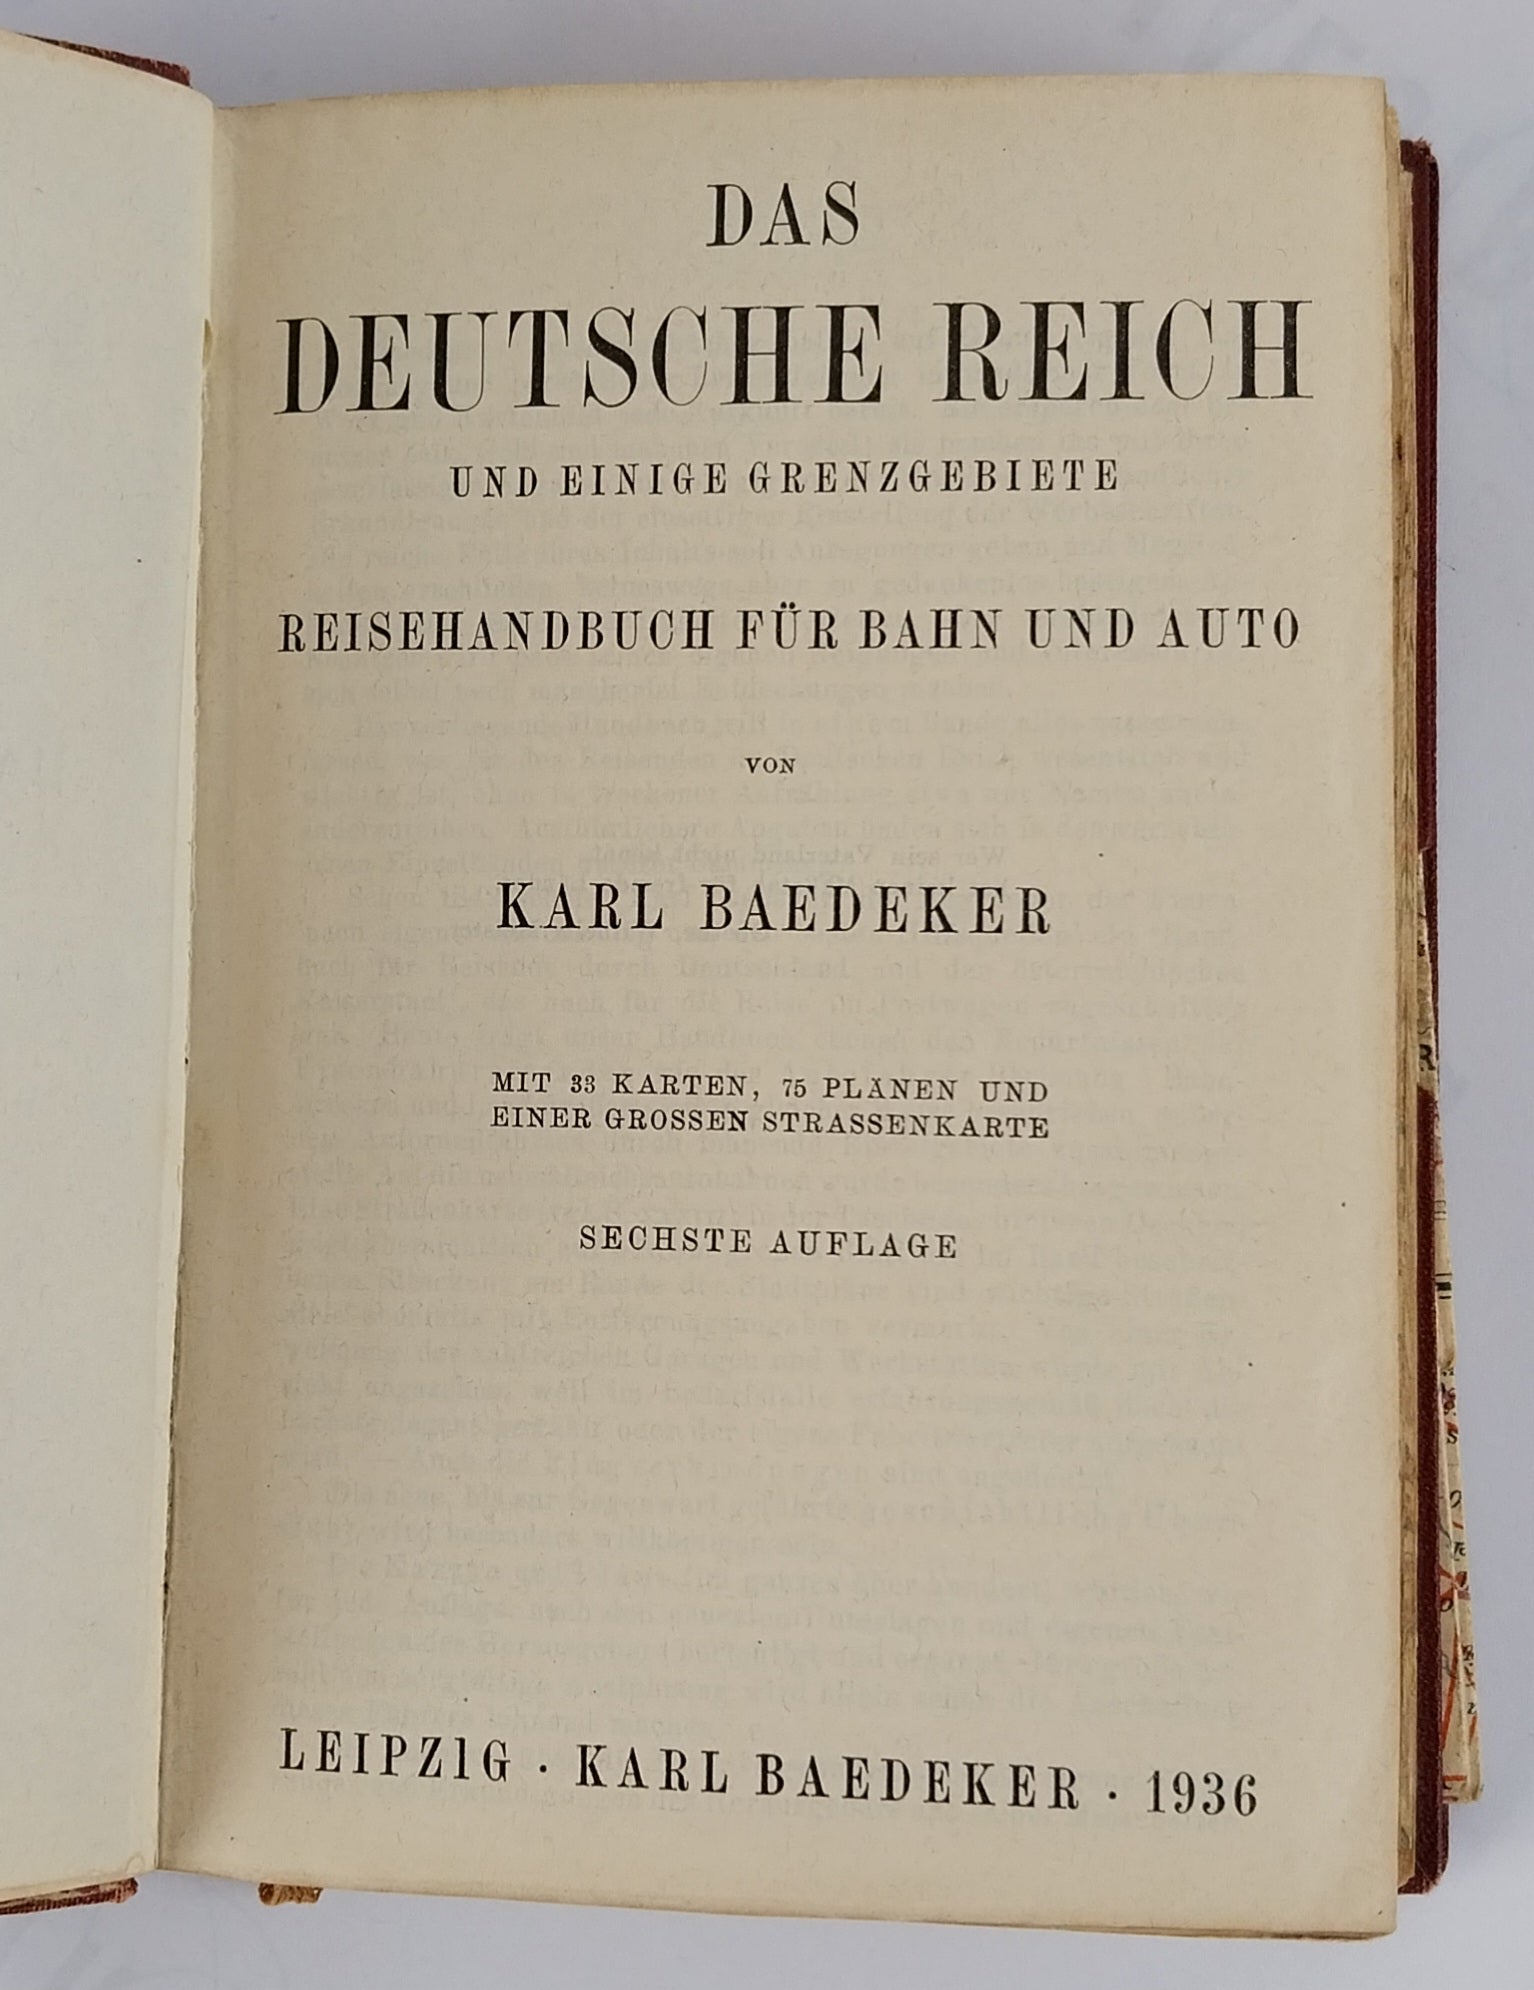 DAS
DEUTSCHE REICH
UND EINIGE GRENZGEBIETE
REISEHANDBUCH FÜR BAHN UND AUTO
VON
KARL BAEDEKER
MIT 33 KARTEN, 75 PLÄNEN UND
EINER GROSSEN STRASSENKARTE
SECHSTE AUFLAGE
LEIPZIG · KARL BAEDEKER · 1936